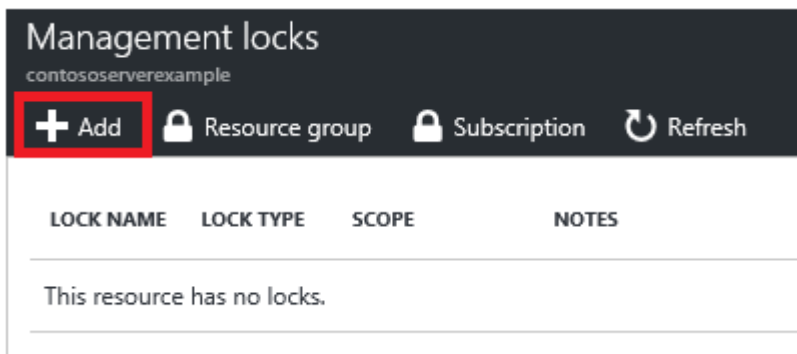 Management locks
contososerverexample
Add Resource group Subscription Refresh
LOCK NAME LOCK TYPE SCOPE NOTES
This resource has no locks.